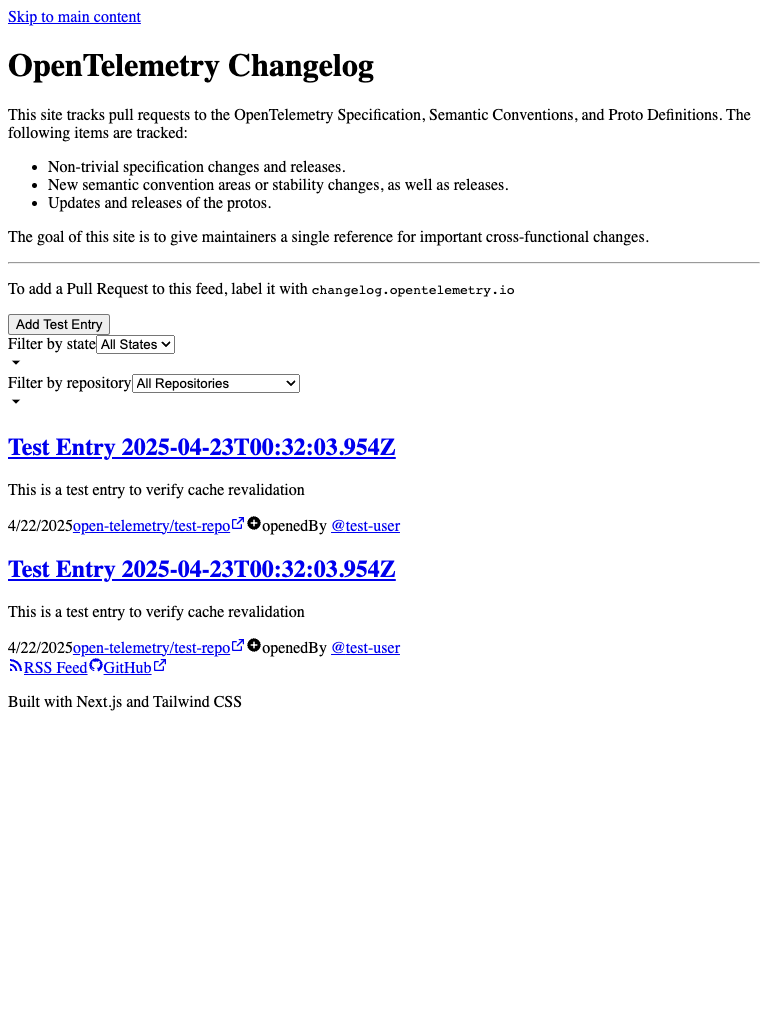 Skip to main content
OpenTelemetry Changelog
This site tracks pull requests to the OpenTelemetry Specification, Semantic Conventions, and Proto Definitions. The
following items are tracked:
Non-trivial specification changes and releases.
New semantic convention areas or stability changes, as well as releases.
Updates and releases of the protos.
The goal of this site is to give maintainers a single reference for important cross-functional changes.
To add a Pull Request to this feed, label it with changelog.opentelemetry.io
Add Test Entry
Filter by state All States
Filter by repository All Repositories
Test Entry 2025-04-23T00:32:03.954Z
This is a test entry to verify cache revalidation
4/22/2025open-telemetry/test-repo openedBy @test-user
Test Entry 2025-04-23T00:32:03.954Z
This is a test entry to verify cache revalidation
4/22/2025open-telemetry/test-repo openedBy @test-user
RSS Feed GitHub
Built with Next.js and Tailwind CSS